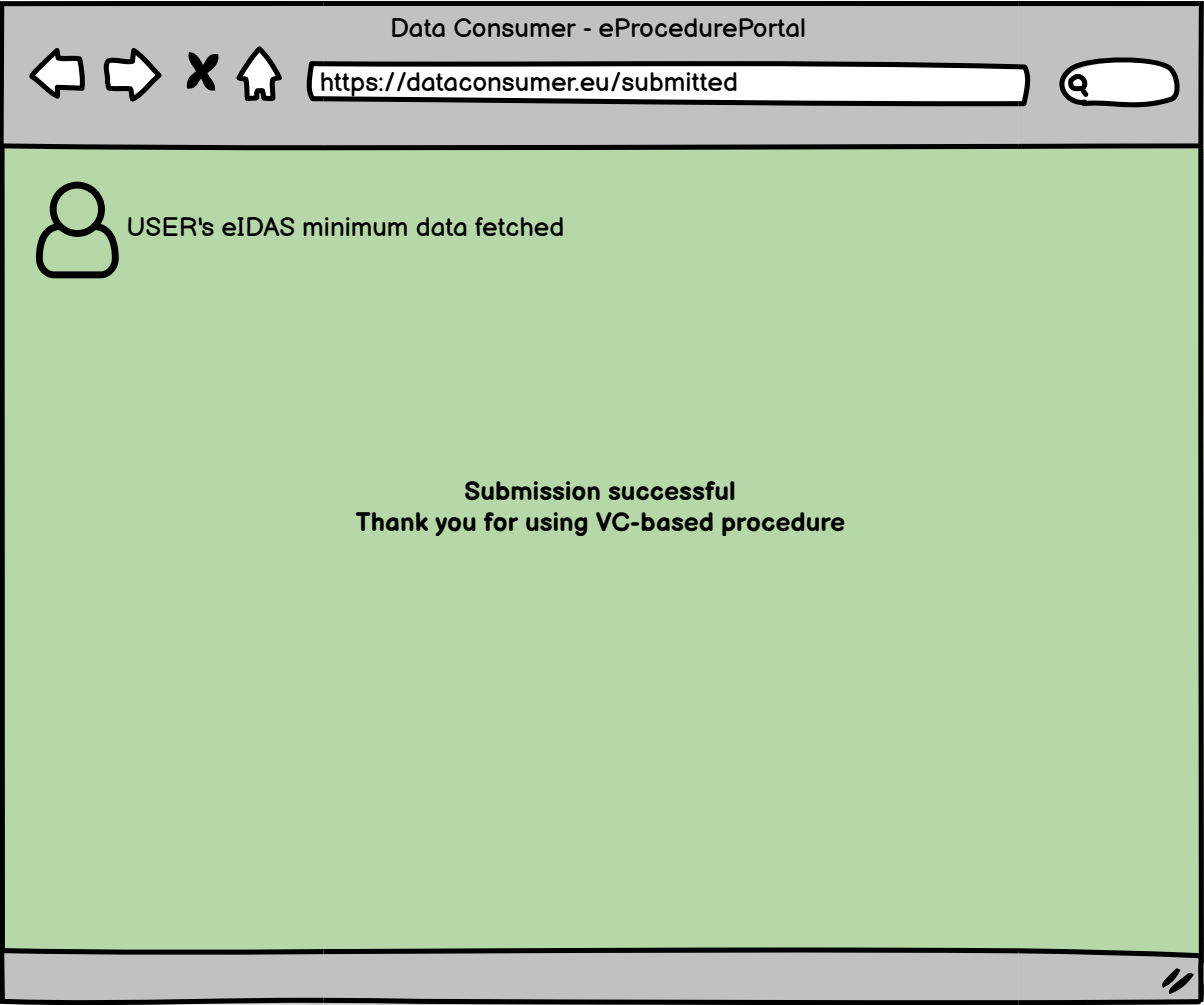 Data Consumer - eProcedurePortal
https://dataconsumer.eu/submitted
USER's eIDAS minimum data fetched
Submission successful
Thank you for using VC-based procedure